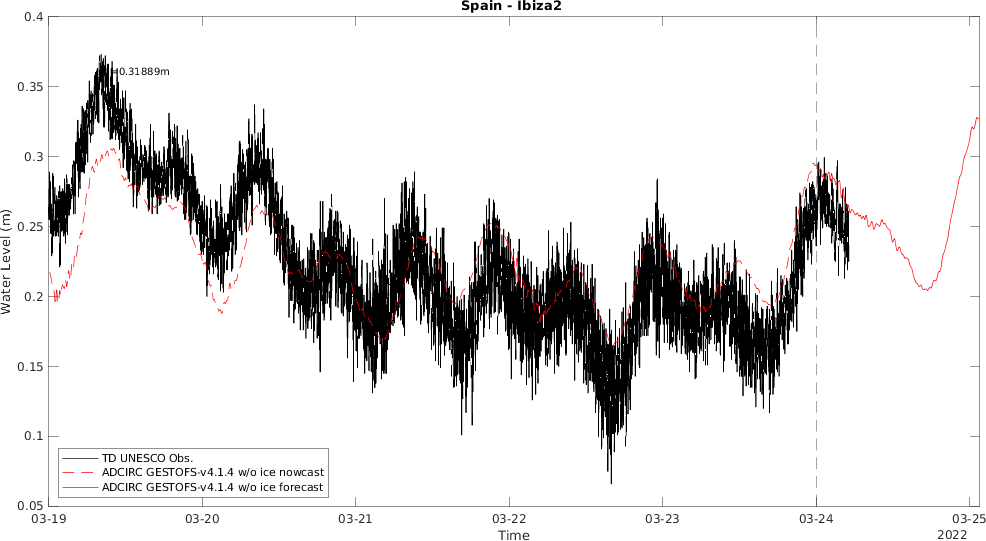 Spain - Ibiza2
0.4
0.35
0.3
0.25
0.2
0.15
0.1
0.05
Water Level (m)
=0.31889m
TD UNESCO Obs.
ADCIRC GESTOFS-v4.1.4 w/o ice nowcast
ADCIRC GESTOFS-v4.1.4 w/o ice forecast
03-19 03-20 03-21 03-22 03-23 03-24 03-25
Time
2022